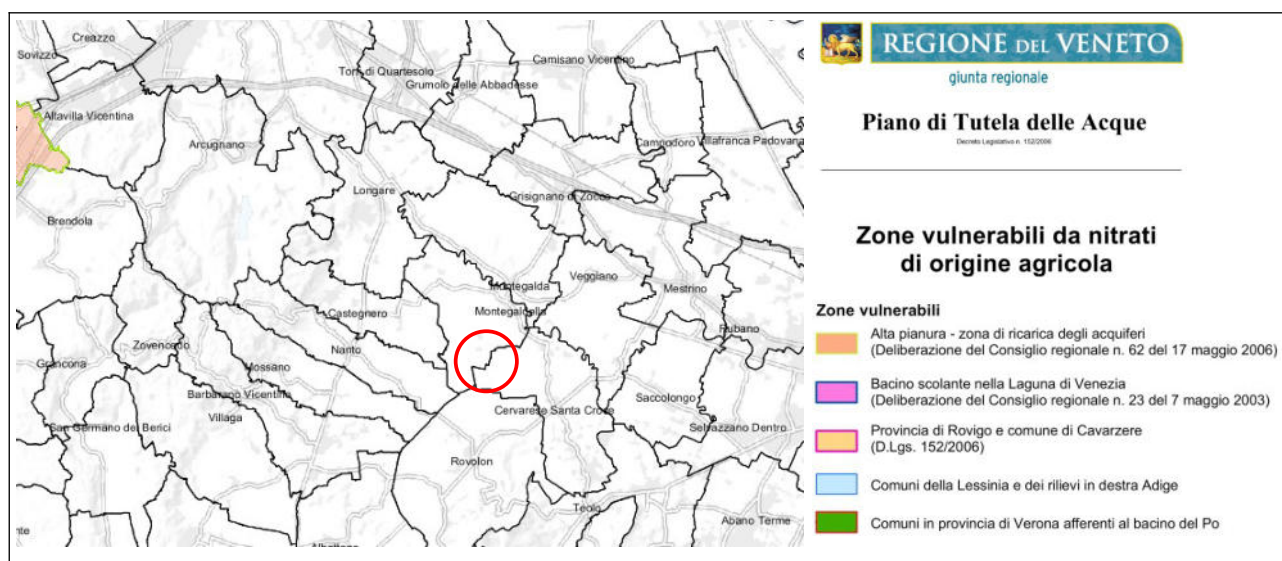 Creazzo
Sovizzo
Camisano Vicentino
Torri di Quartesolo
Grumolo delle Abbadesse
Altavilla Vicentina
Arcugnano
Campodoro
Villafranca Padovana
Longare
Grisignano di Zocco
Brendola
Veggiano
Montegalda
Mestrino
Castegnero
Montegaldella
Rubano
Zovencedo
Nanto
Grancona
Mossano
Barbarano Vicentino
Saccolongo
Villaga
Cervarese Santa Croce
San Germano dei Berici
Selvazzano Dentro
Rovolon
Teolo
Abano Terme
REGIONE DEL VENETO
giunta regionale
Piano di Tutela delle Acque
Decreto Legislativo n. 152/2006
Zone vulnerabili da nitrati
di origine agricola
Zone vulnerabili
Alta pianura - zona di ricarica degli acquiferi
(Deliberazione del Consiglio regionale n. 62 del 17 maggio 2006)
Bacino scolante nella Laguna di Venezia
(Deliberazione del Consiglio regionale n. 23 del 7 maggio 2003)
Provincia di Rovigo e comune di Cavarzere
(D.Lgs. 152/2006)
Comuni della Lessinia e dei rilievi in destra Adige
Comuni in provincia di Verona afferenti al bacino del Po